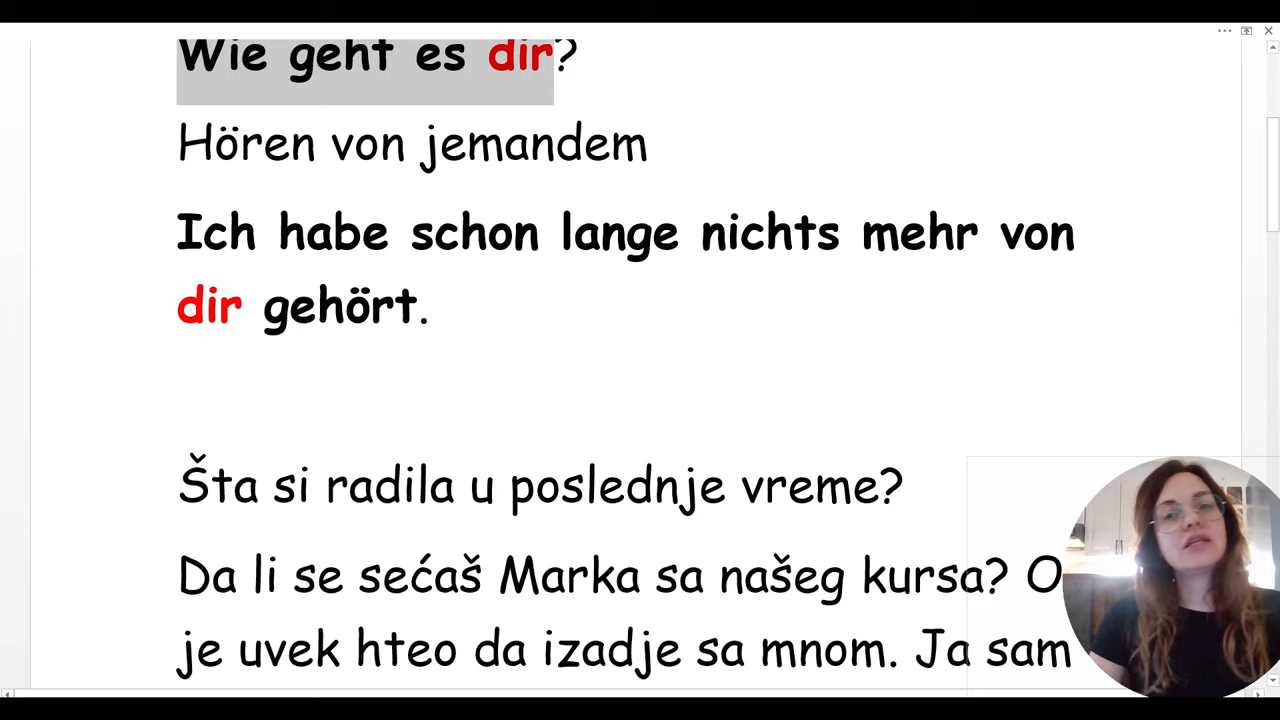 Wie geht es dir?
Hören von jemandem
Ich habe schon lange nichts mehr von
dir gehört.
Šta si radila u poslednje vreme?
Da li se sećaš Marka sa našeg kursa? O
je uvek hteo da izadje sa mnom. Ja sam